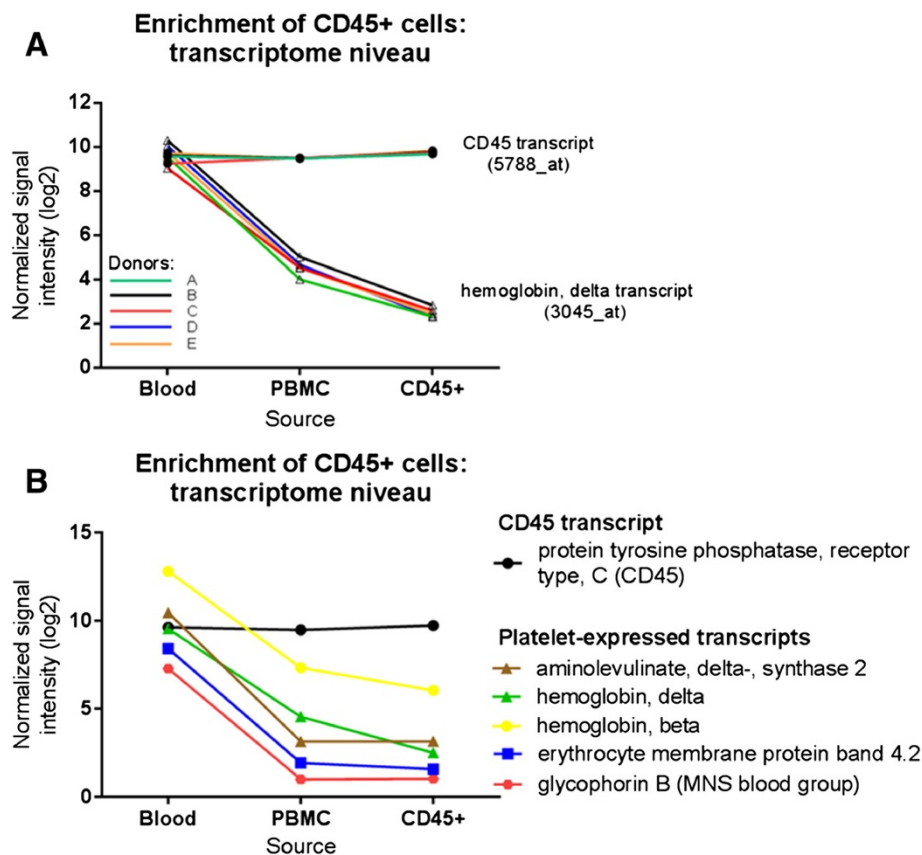 A
Enrichment of CD45+ cells:
transcriptome niveau
Normalized signal
intensity (log2)
12
10
8
6
4
2
0
CD45 transcript
(5788_at)
Donors:
A
B
C
D
E
hemoglobin, delta transcript
(3045_at)
Blood
PBMC
CD45+
Source
B
Enrichment of CD45+ cells:
transcriptome niveau
Normalized signal
intensity (log2)
15
10
5
0
Blood
PBMC
CD45+
Source
CD45 transcript
protein tyrosine phosphatase, receptor
type, C (CD45)
Platelet-expressed transcripts
aminolevulinate, delta-, synthase 2
hemoglobin, delta
hemoglobin, beta
erythrocyte membrane protein band 4.2
glycophorin B (MNS blood group)